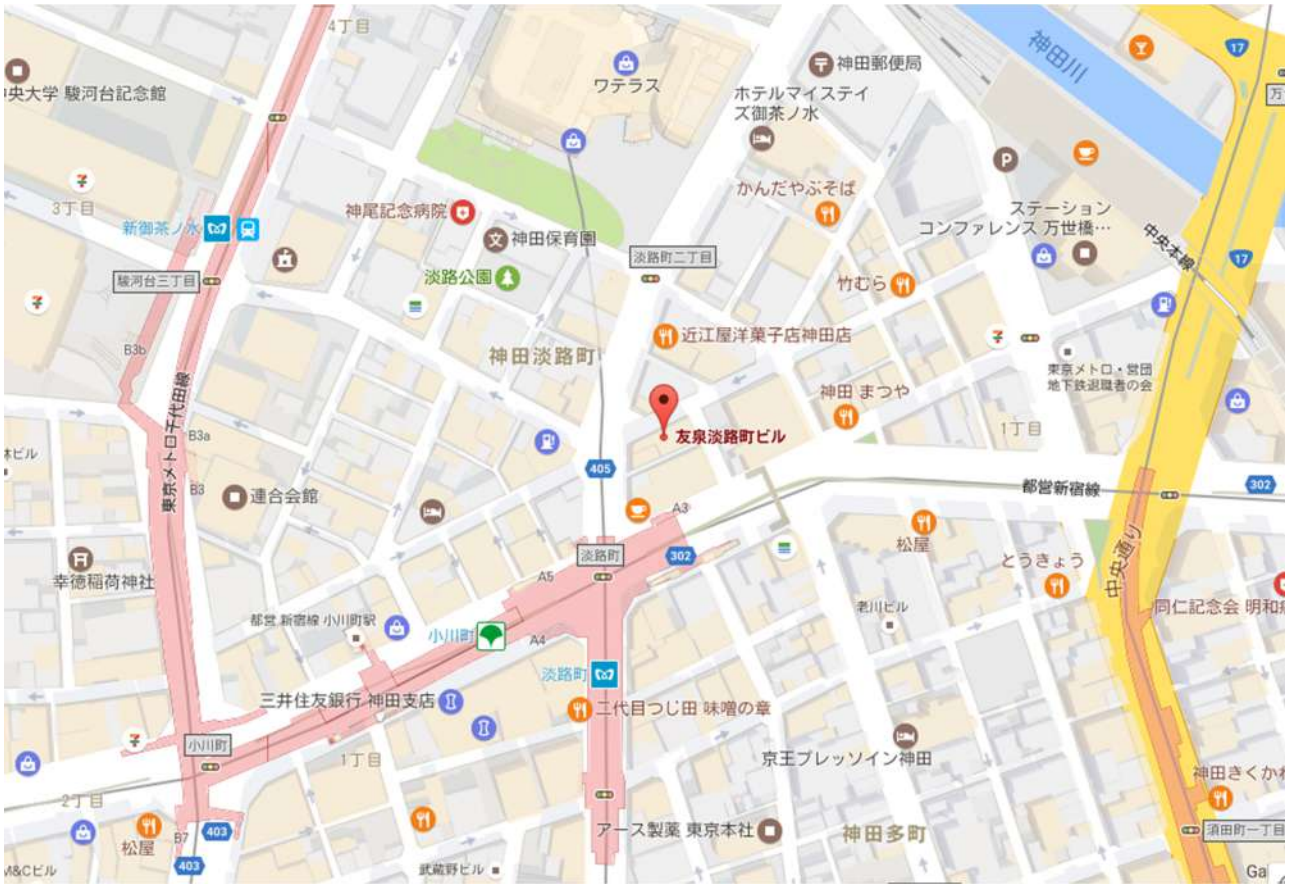 4丁目
央大学 駿河台記念館
ワテラス
神田郵便局
神田川
17
ホテルマイステイ
ズ御茶ノ水
万
P
3丁目
かんだやぶそば
神尾記念病院
新御茶ノ水
神田保育園
文
ステーション
コンファレンス 万世橋…
中央本線
17
淡路町二丁目
駿河台三丁目
淡路公園
竹むら
近江屋洋菓子店神田店
B3b
神田淡路町
東京メトロ・営団
地下鉄退職者の会
神田 まつや
1丁目
東京メトロ千代田線
B3a
友泉淡路町ビル
木ビル
405
B3
連合会館
都営新宿線
302
A3
松屋
淡路町
302
とうきょう
中央通り
幸徳稲荷神社
A5
同仁記念会 明和病
老川ビル
都営 新宿線 小川町駅
小川町
A4
淡路町
三井住友銀行 神田支店
二代目つじ田 味噌の章
小川町
1丁目
京王プレッソイン神田
神田きくかわ
2丁目
松屋
B7
403
アース製薬 東京本社
神田多町
須田町一丁目
M&Cビル
403
武蔵野ビル
Ga